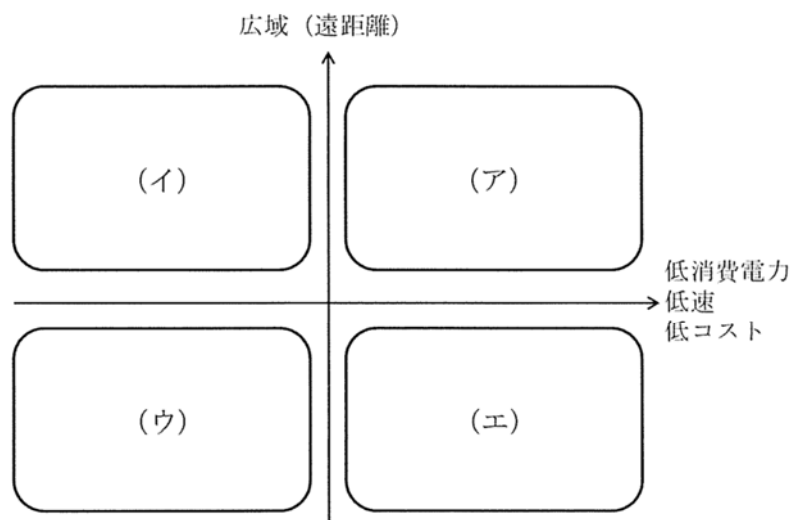 広域（遠距離）
（イ）
（ア）
低消費電力
低速
低コスト
（ウ）
（エ）